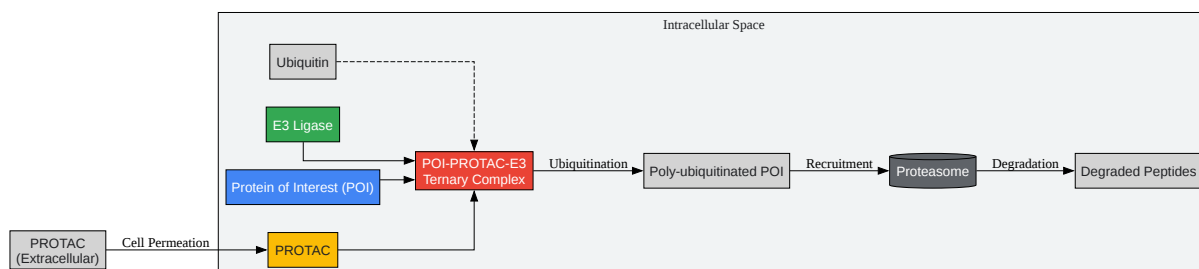 Intracellular Space
Ubiquitin
E3 Ligase
Protein of Interest (POI)
PROTAC
(Extracellular)
Cell Permeation
PROTAC
POI-PROTAC-E3
Ternary Complex
Ubiquitination
Poly-ubiquitinated POI
Recruitment
Proteasome
Degradation
Degraded Peptides